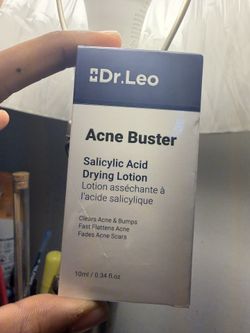 Dr.Leo
Acne Buster
Salicylic Acid
Drying Lotion
Lotion asséchante à
l'acide salicylique
Clears Acne & Bumps
Fast Flattens Acne
Fades Acne Scars
10ml / 0.34 fl.oz